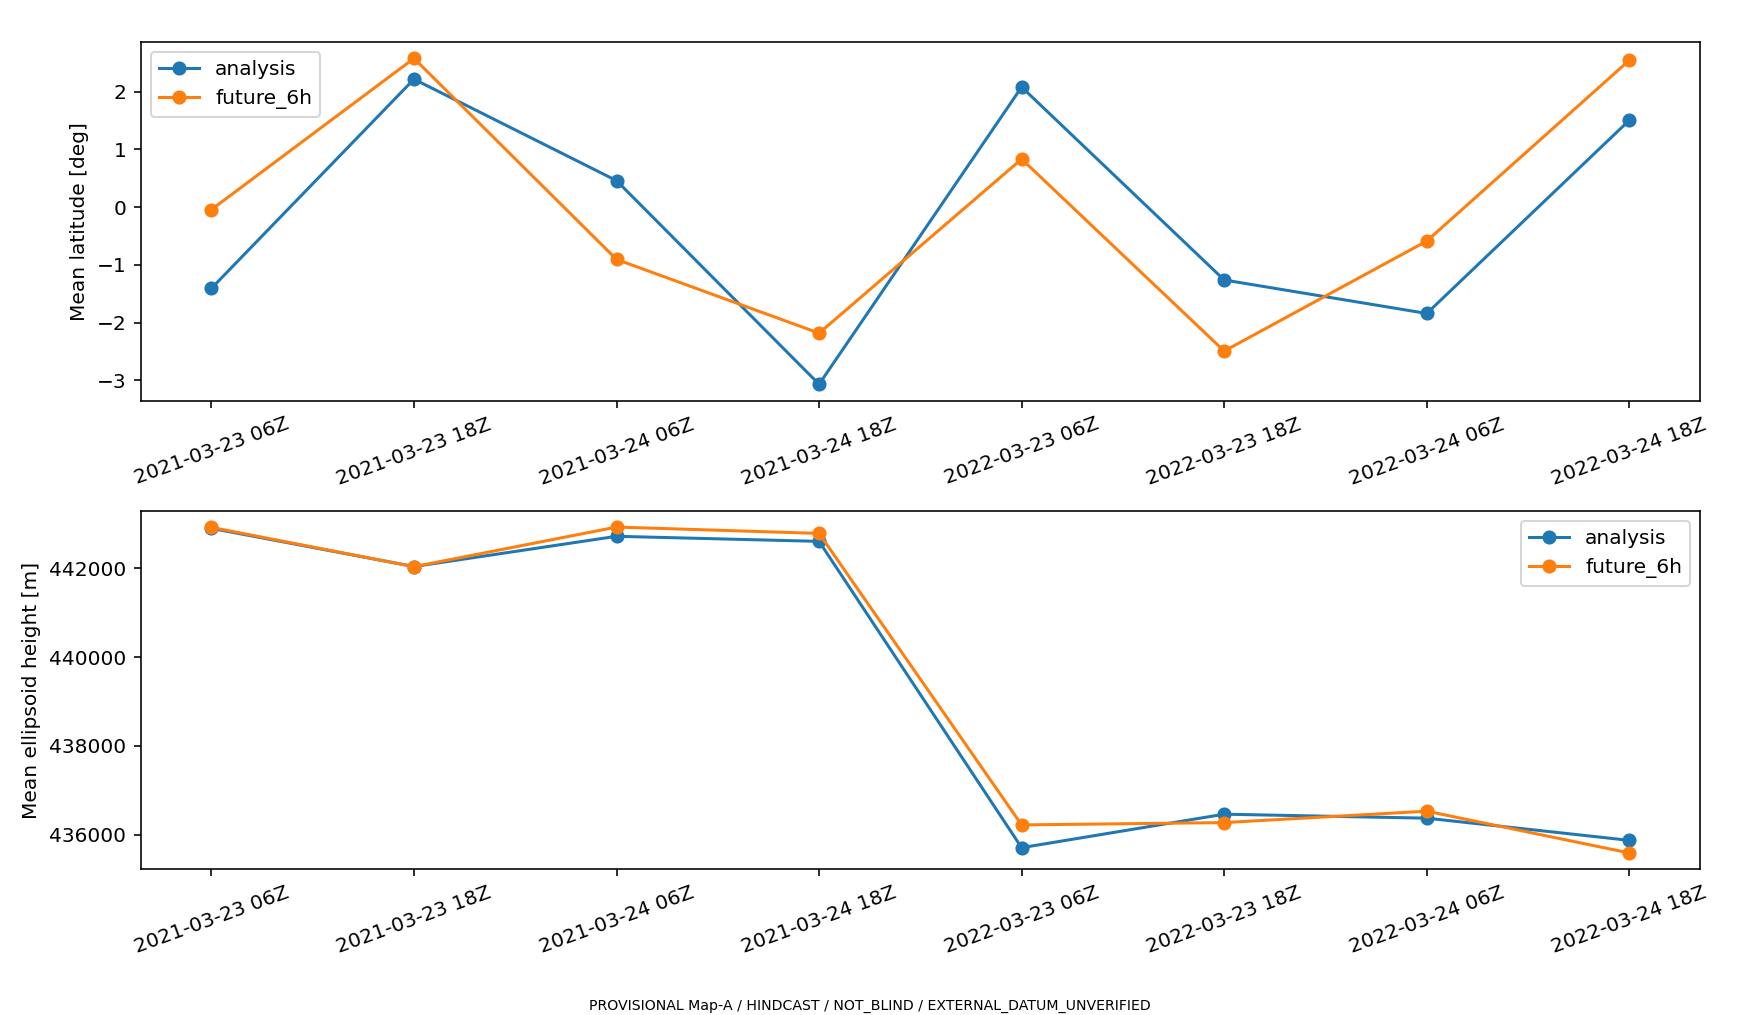 analysis
future_6h
Mean latitude [deg]
2
1
0
−1
−2
−3
2021-03-23 06Z
2021-03-23 18Z
2021-03-24 06Z
2021-03-24 18Z
2022-03-23 06Z
2022-03-23 18Z
2022-03-24 06Z
2022-03-24 18Z
analysis
future_6h
Mean ellipsoid height [m]
442000
440000
438000
436000
2021-03-23 06Z
2021-03-23 18Z
2021-03-24 06Z
2021-03-24 18Z
2022-03-23 06Z
2022-03-23 18Z
2022-03-24 06Z
2022-03-24 18Z
PROVISIONAL Map-A / HINDCAST / NOT_BLIND / EXTERNAL_DATUM_UNVERIFIED